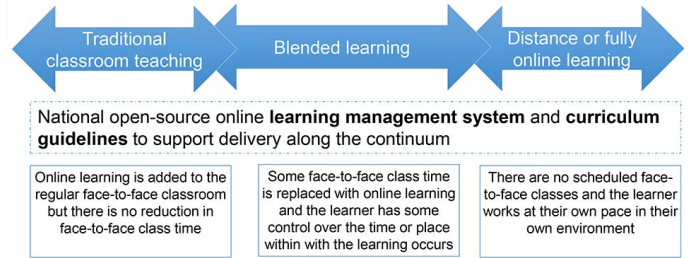 Traditional
classroom teaching
Blended learning
Distance or fully
online learning
National open-source online learning management system and curriculum
guidelines to support delivery along the continuum
Online learning is added to the
regular face-to-face classroom
but there is no reduction in
face-to-face class time
Some face-to-face class time
is replaced with online learning
and the learner has some
control over the time or place
within with the learning occurs
There are no scheduled face-
to-face classes and the learner
works at their own pace in their
own environment